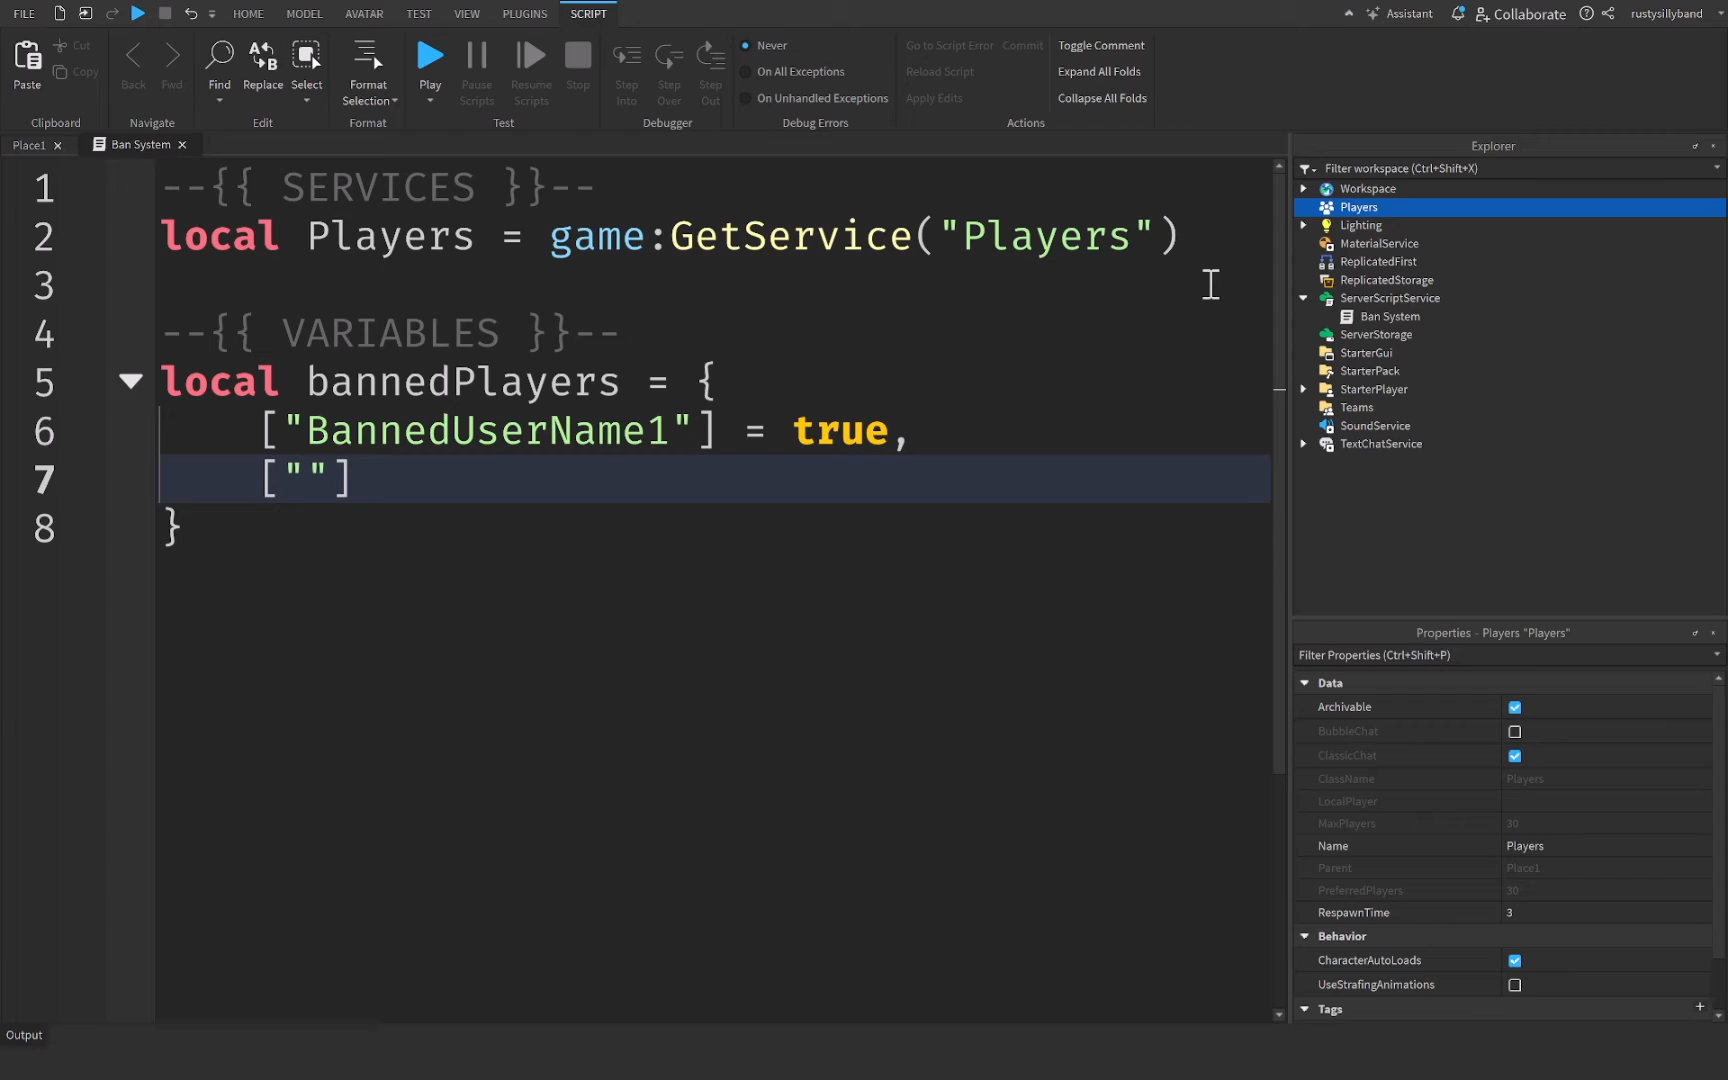 FILE HOME MODEL AVATAR TEST VIEW PLUGINS SCRIPT Assistant Collaborate rustysillyband
Paste Cut Copy Clipboard
Back Fwd Navigate
Find Replace Select Edit
Format Selection Format
Play Pause Scripts Resume Scripts Stop Test
Step Into Step Over Step Out Debugger
Never
On All Exceptions
On Unhandled Exceptions
Debug Errors
Go to Script Error Commit
Reload Script
Apply Edits
Toggle Comment
Expand All Folds
Collapse All Folds
Actions
Place1 Ban System
1 --{{ SERVICES }}--
2 local Players = game:GetService("Players")
3
4 --{{ VARIABLES }}--
5 local bannedPlayers = {
6 ["BannedUserName1"] = true,
7 [""]
8 }
Output
Explorer
Filter workspace (Ctrl+Shift+X)
Workspace
Players
Lighting
MaterialService
ReplicatedFirst
ReplicatedStorage
ServerScriptService
Ban System
ServerStorage
StarterGui
StarterPack
StarterPlayer
Teams
SoundService
TextChatService
Properties - Players "Players"
Filter Properties (Ctrl+Shift+P)
Data
Archivable
BubbleChat
ClassicChat
ClassName Players
LocalPlayer
MaxPlayers 30
Name Players
Parent Place1
PreferredPlayers 30
RespawnTime 3
Behavior
CharacterAutoLoads
UseStrafingAnimations
Tags +